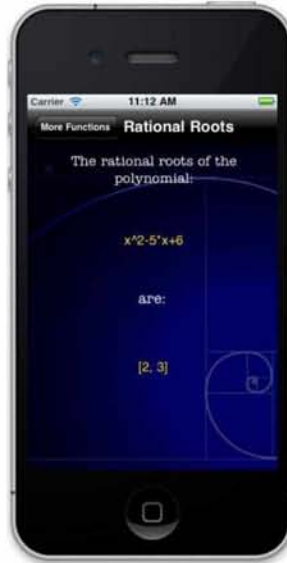 Carrier 11:12 AM
More Functions Rational Roots
The rational roots of the
polynomial:
x^2-5*x+6
are:
[2, 3]